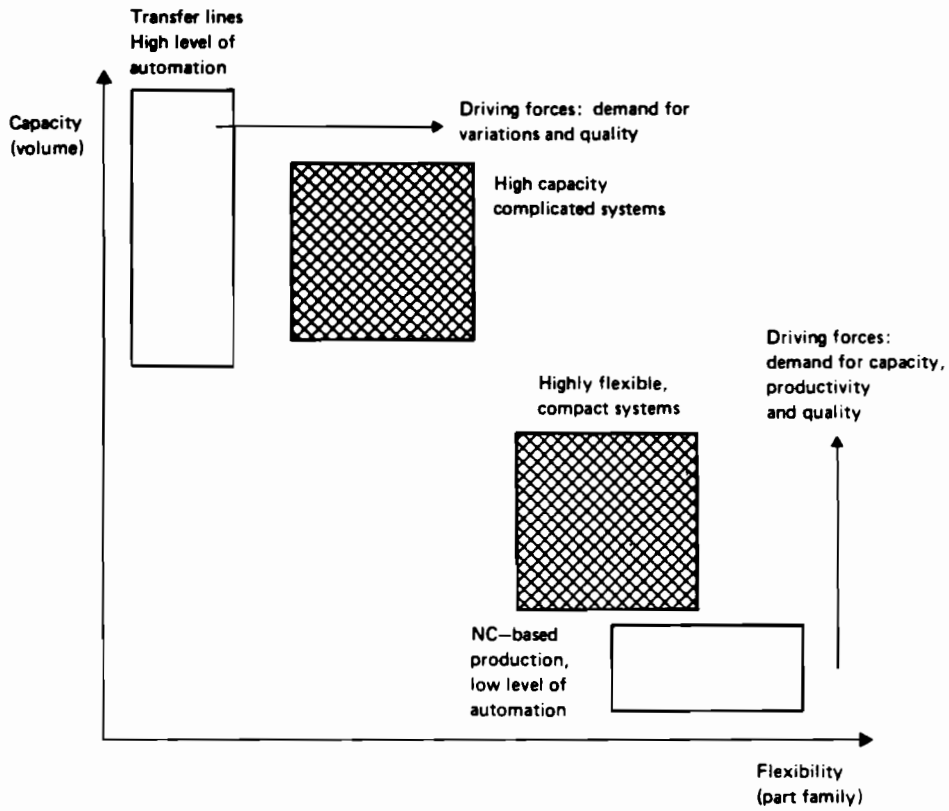 Transfer lines
High level of
automation
Capacity
(volume)
Driving forces: demand for
variations and quality
High capacity
complicated systems
Driving forces:
demand for capacity,
productivity
and quality
Highly flexible,
compact systems
NC—based
production,
low level of
automation
Flexibility
(part family)